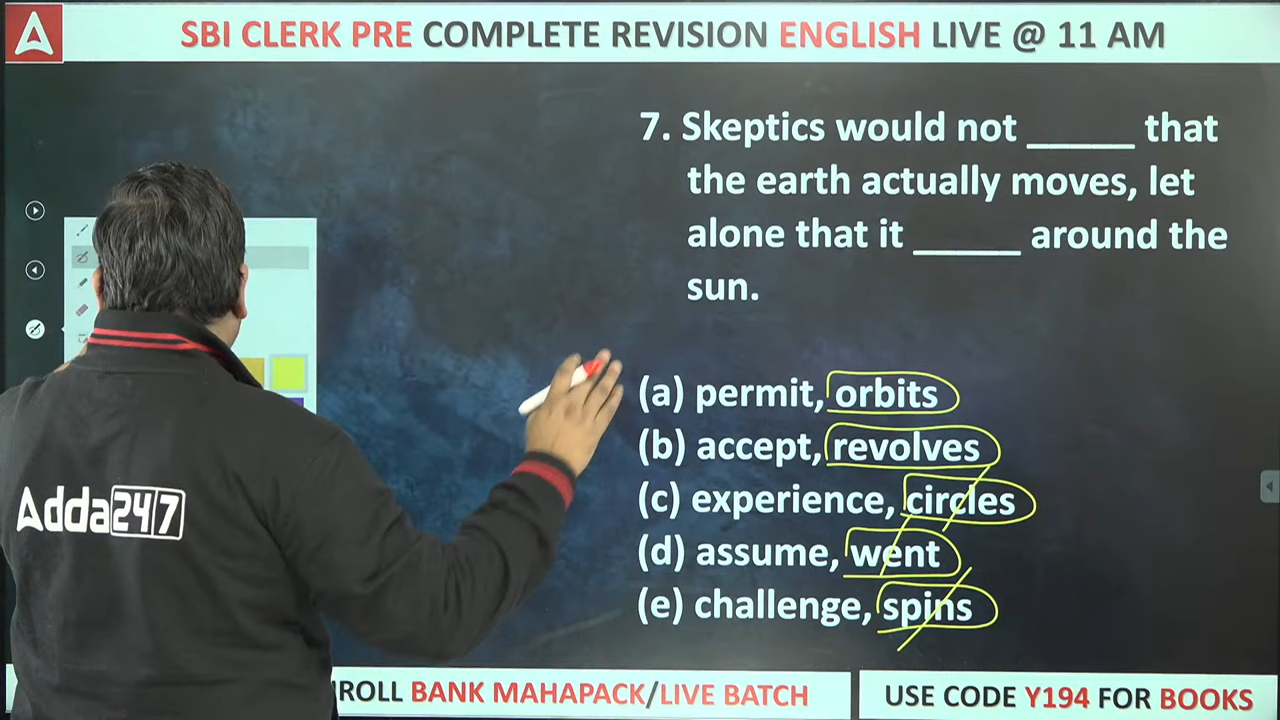 SBI CLERK PRE COMPLETE REVISION ENGLISH LIVE @ 11 AM
7. Skeptics would not ______ that
the earth actually moves, let
alone that it ______ around the
sun.
(a) permit, orbits
(b) accept, revolves
(c) experience, circles
(d) assume, went
(e) challenge, spins
Adda247
BANK MAHAPACK/LIVE BATCH
USE CODE Y194 FOR BOOKS